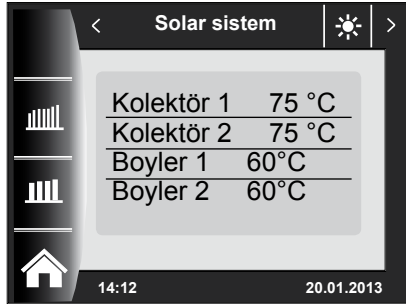 < Solar sistem >
Kolektör 1 75 °C
Kolektör 2 75 °C
Boyler 1 60°C
Boyler 2 60°C
14:12 20.01.2013